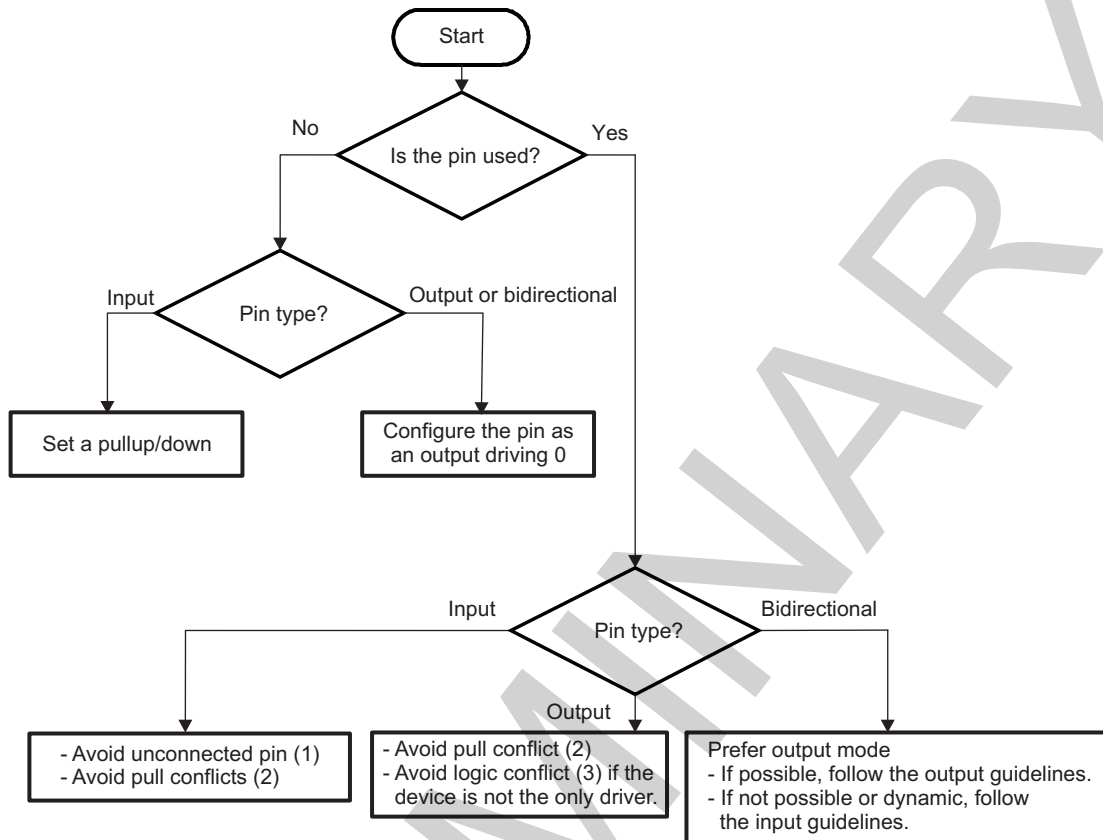 Start
Is the pin used?
No
Yes
Pin type?
Input
Output or bidirectional
Set a pullup/down
Configure the pin as
an output driving 0
Pin type?
Input
Bidirectional
Output
- Avoid unconnected pin (1)
- Avoid pull conflicts (2)
- Avoid pull conflict (2)
- Avoid logic conflict (3) if the
device is not the only driver.
Prefer output mode
- If possible, follow the output guidelines.
- If not possible or dynamic, follow
the input guidelines.
MINARY